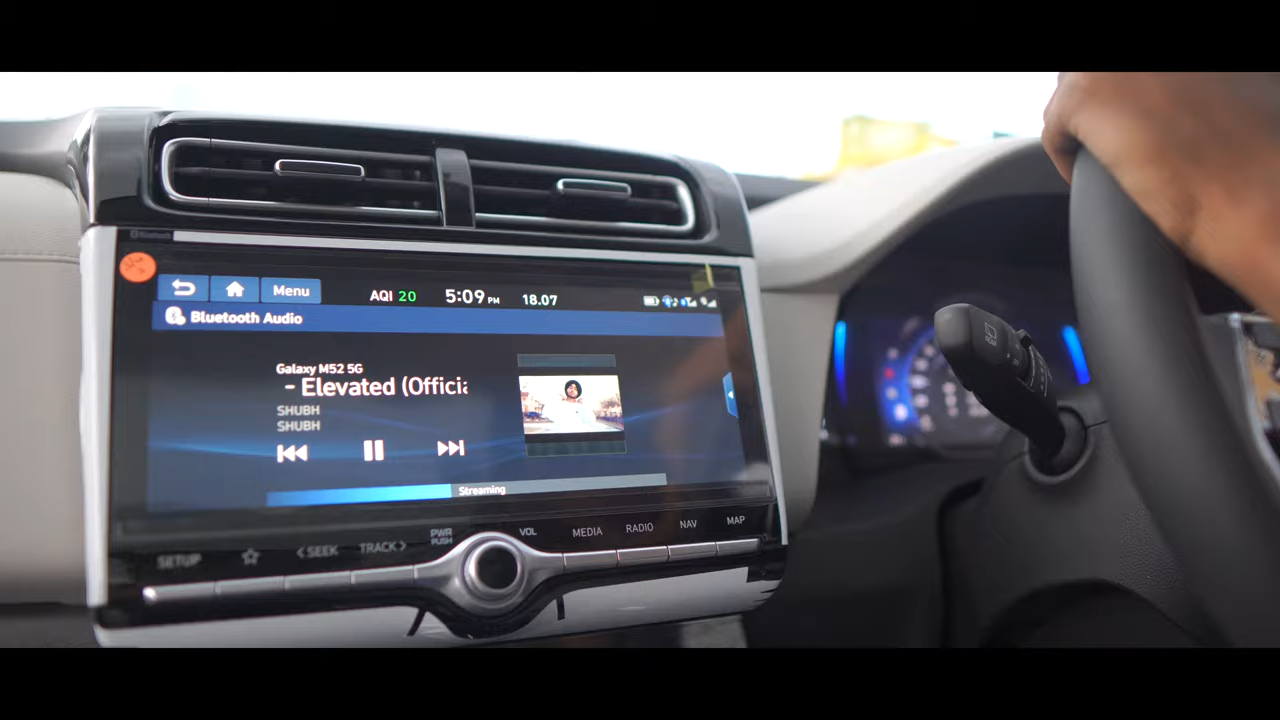 Bluetooth
Menu
AQI 20
5:09 PM
18.07
Bluetooth Audio
Galaxy M52 5G
- Elevated (Officia
SHUBH
SHUBH
Streaming
SETUP
< SEEK
TRACK >
PWR
PUSH
VOL
MEDIA
RADIO
NAV
MAP